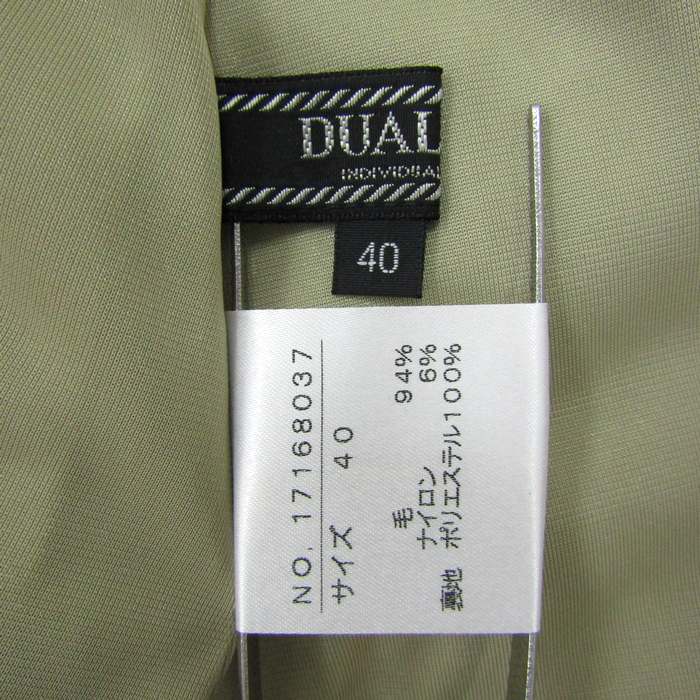 DUAL
INDIVIDUAL
40
NO. 17168037
サイズ 40
毛 94%
ナイロン 6%
裏地 ポリエステル100%